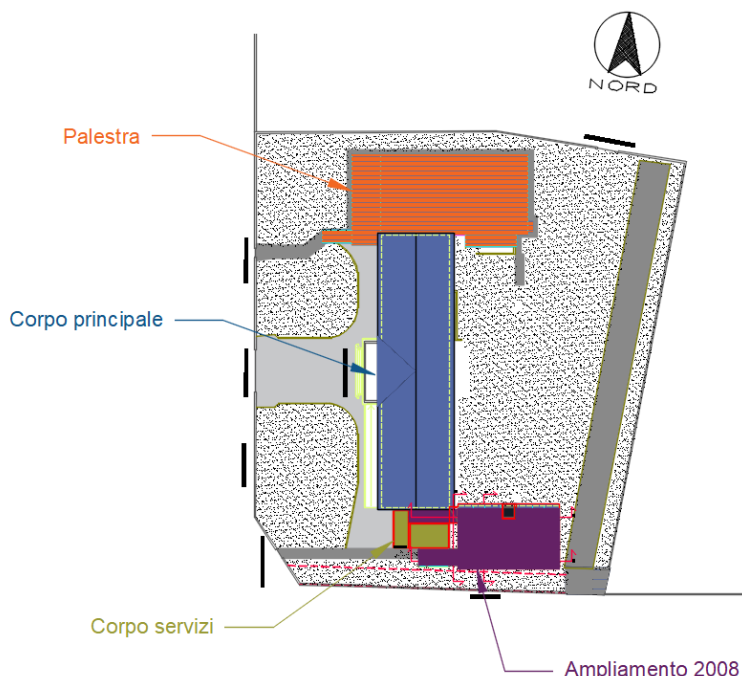 NORD
Palestra
Corpo principale
Corpo servizi
Ampliamento 2008